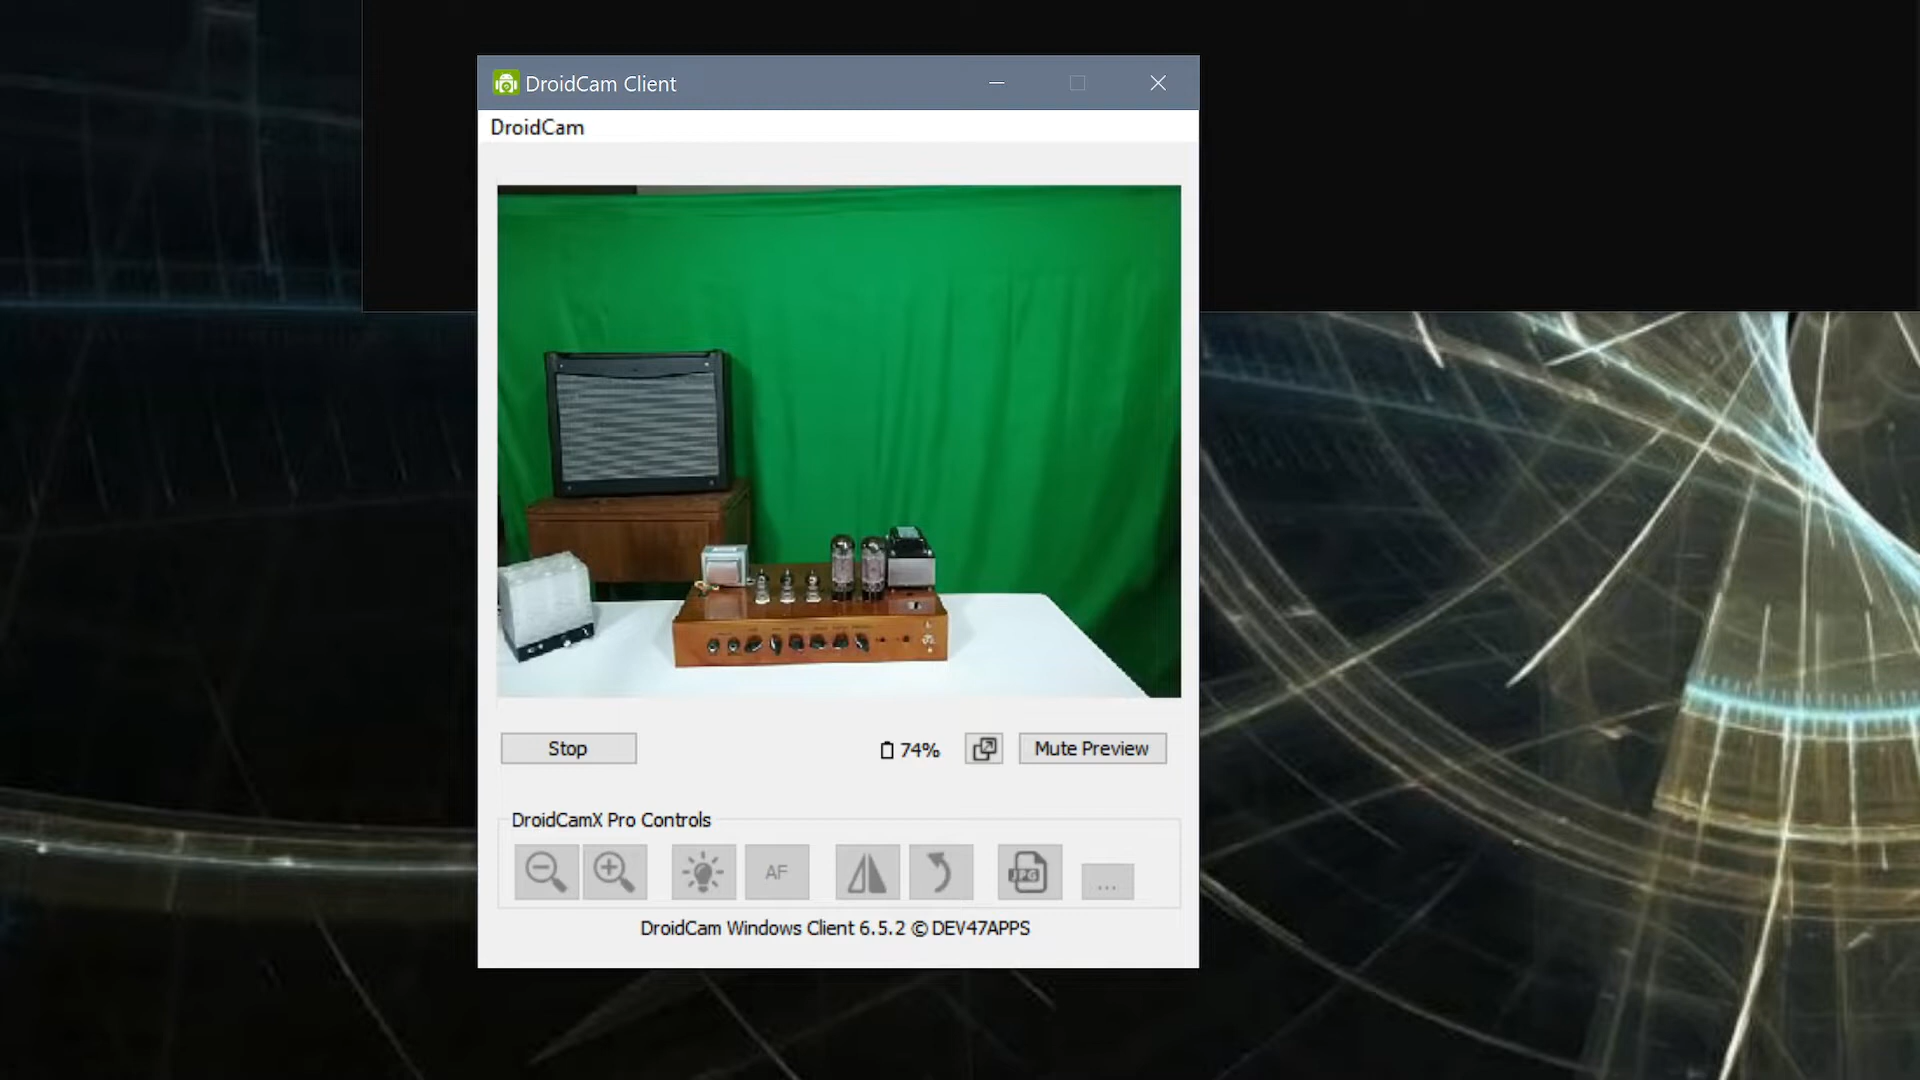 DroidCam Client
DroidCam
Stop
74%
Mute Preview
DroidCamX Pro Controls
AF
JPG
...
DroidCam Windows Client 6.5.2 © DEV47APPS